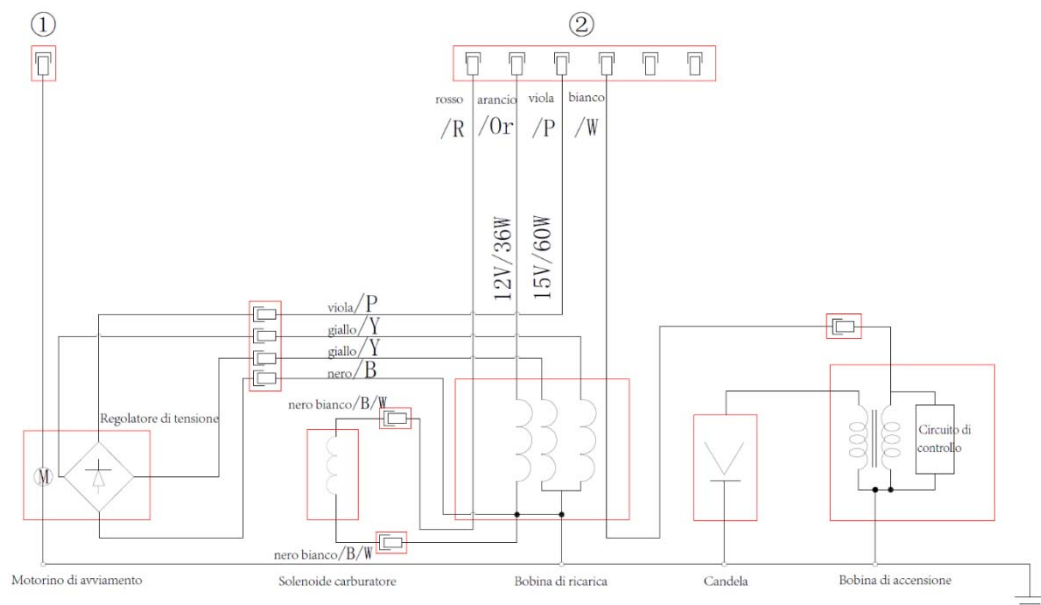 ①
②
rosso
arancio
viola
bianco
/R
/Or
/P
/W
12V/36W
15V/60W
viola/P
giallo/Y
giallo/Y
nero/B
nero bianco/B/W
Regolatore di tensione
Circuito di
controllo
M
nero bianco/B/W
Motorino di avviamento
Solenoide carburatore
Bobina di ricarica
Candela
Bobina di accensione